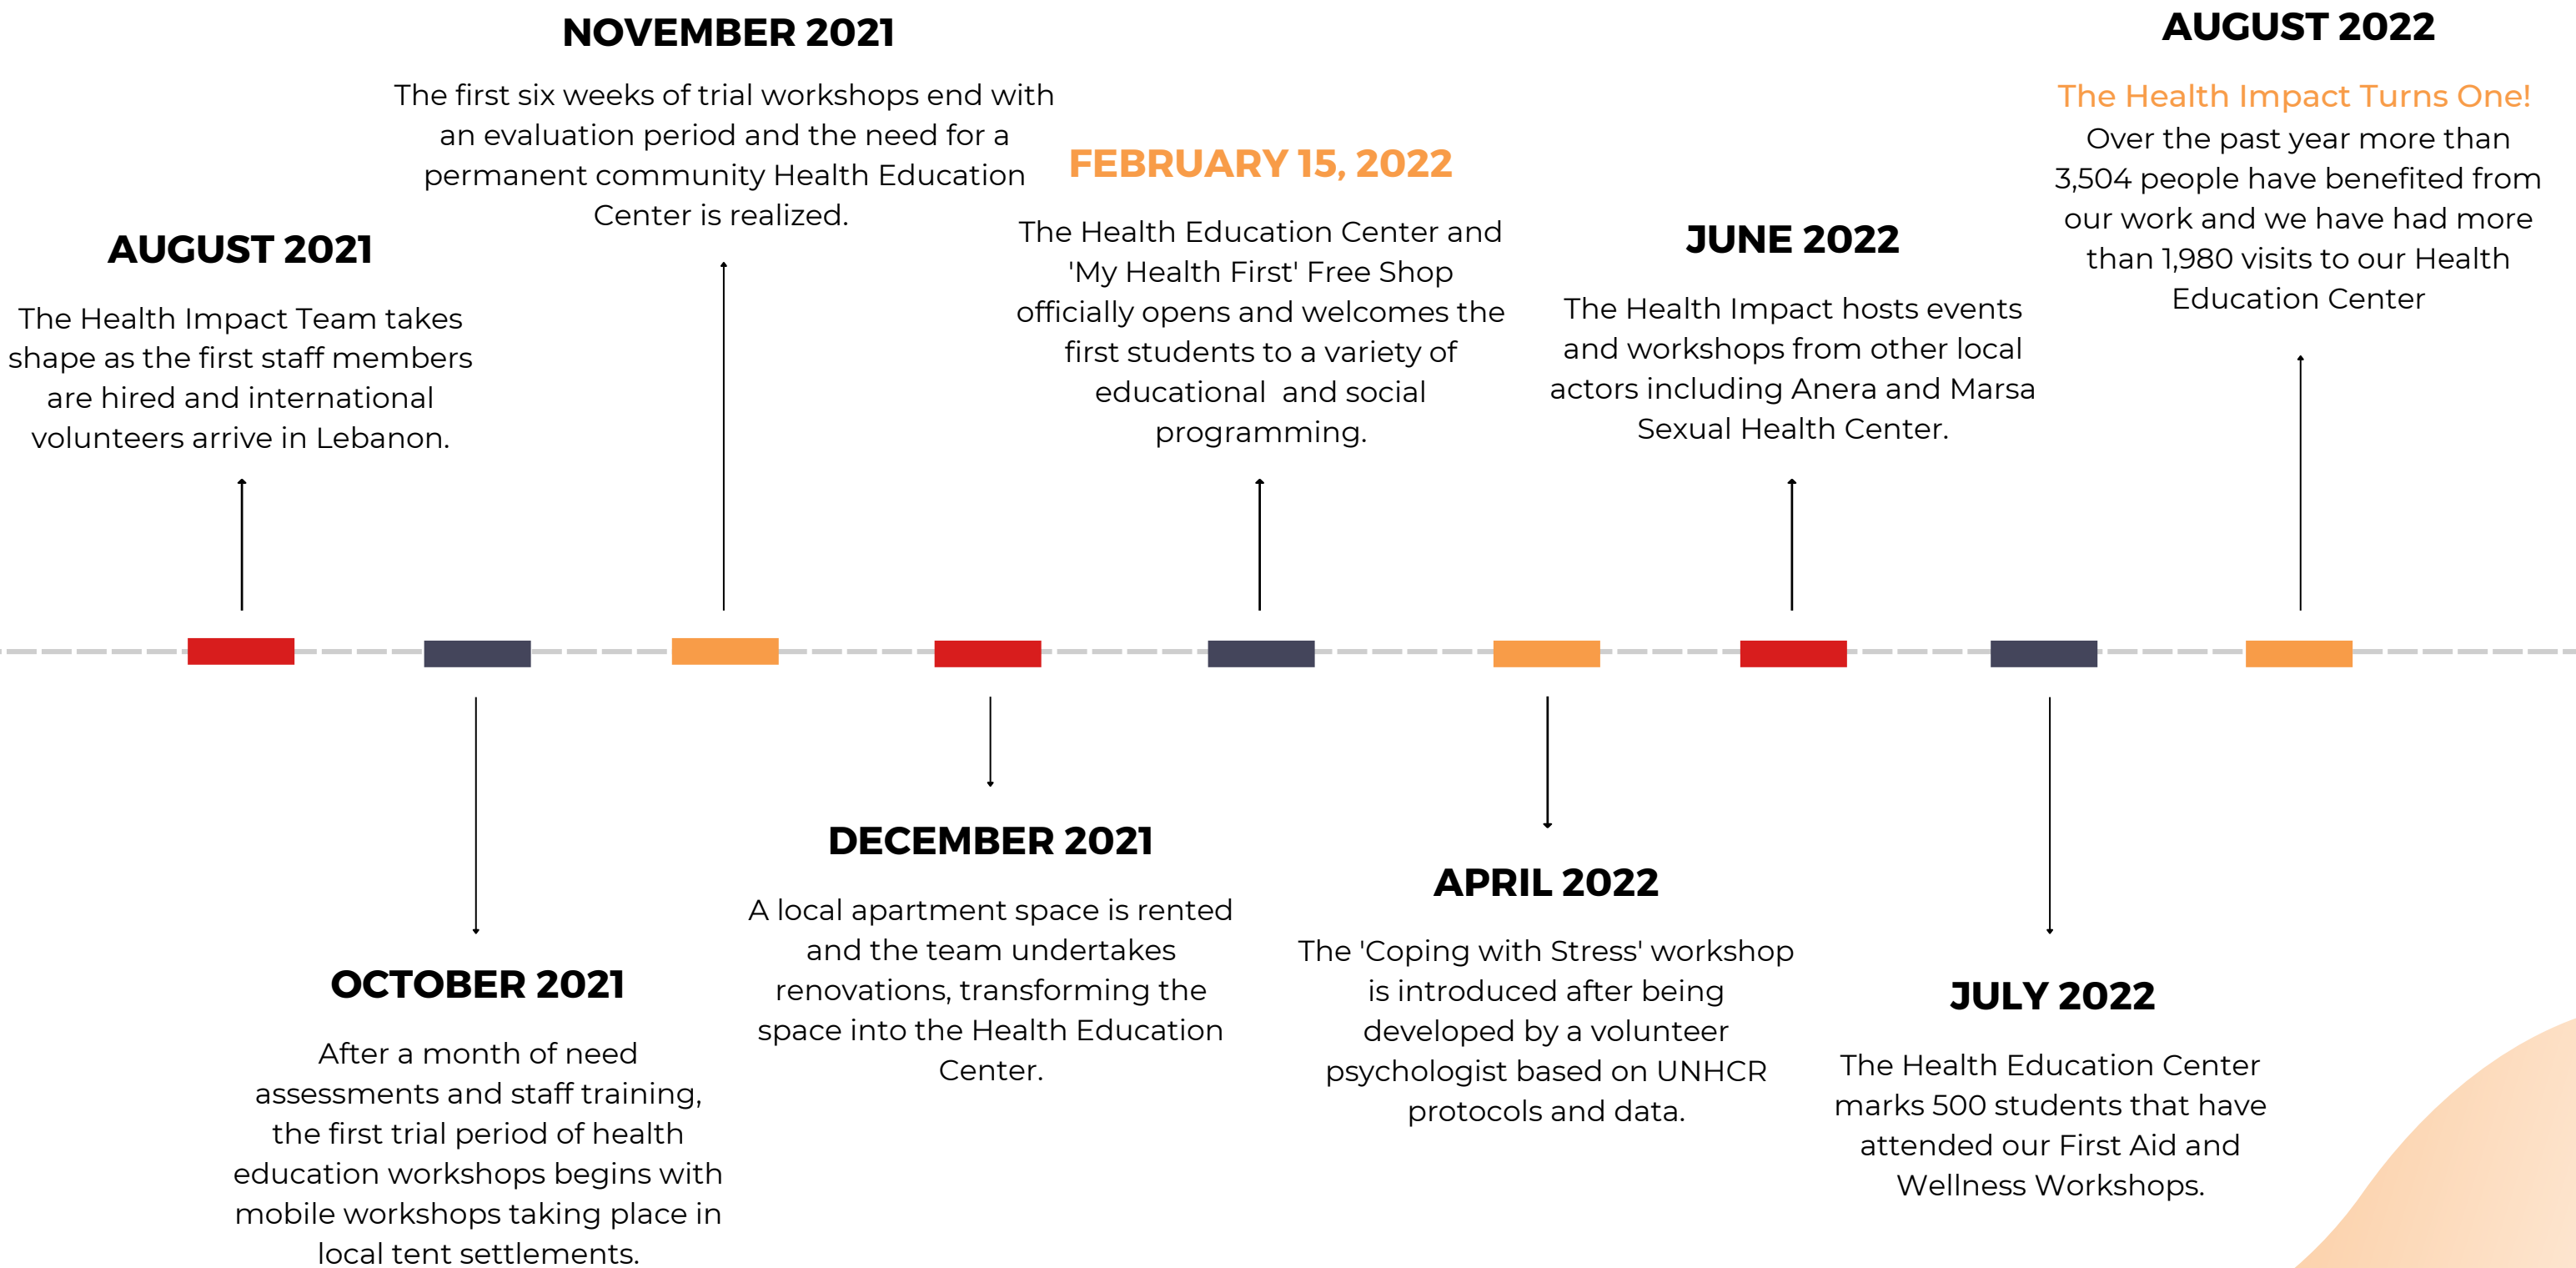 AUGUST 2021
The Health Impact Team takes
shape as the first staff members
are hired and international
volunteers arrive in Lebanon.
OCTOBER 2021
After a month of need
assessments and staff training,
the first trial period of health
education workshops begins with
mobile workshops taking place in
local tent settlements.
NOVEMBER 2021
The first six weeks of trial workshops end with
an evaluation period and the need for a
permanent community Health Education
Center is realized.
DECEMBER 2021
A local apartment space is rented
and the team undertakes
renovations, transforming the
space into the Health Education
Center.
FEBRUARY 15, 2022
The Health Education Center and
'My Health First' Free Shop
officially opens and welcomes the
first students to a variety of
educational  and social
programming.
APRIL 2022
The 'Coping with Stress' workshop
is introduced after being
developed by a volunteer
psychologist based on UNHCR
protocols and data.
JUNE 2022
The Health Impact hosts events
and workshops from other local
actors including Anera and Marsa
Sexual Health Center.
JULY 2022
The Health Education Center
marks 500 students that have
attended our First Aid and
Wellness Workshops.
AUGUST 2022
The Health Impact Turns One!
Over the past year more than
3,504 people have benefited from
our work and we have had more
than 1,980 visits to our Health
Education Center